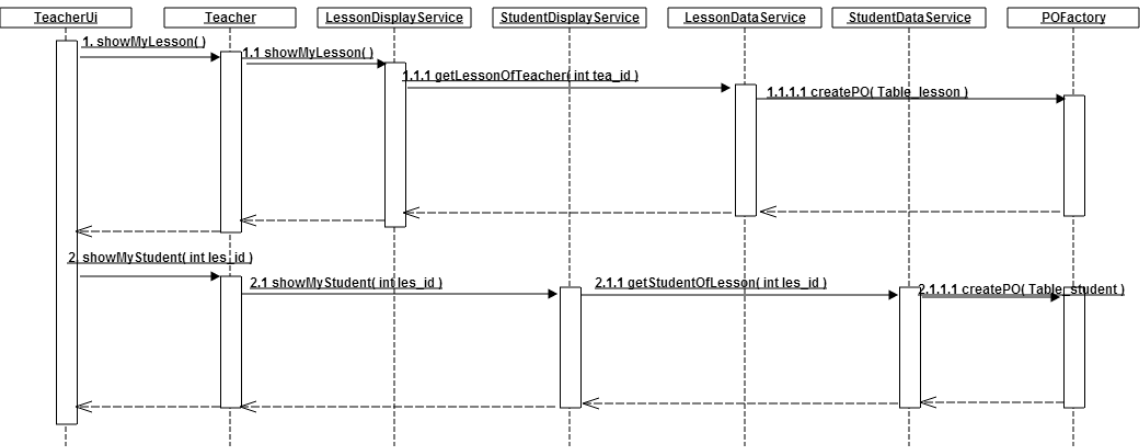 TeacherUi
Teacher
LessonDisplayService
StudentDisplayService
LessonDataService
StudentDataService
POFactory
1. showMyLesson( )
1.1 showMyLesson( )
1.1.1 getLessonOfTeacher( int tea_id )
1.1.1.1 createPO( Table_lesson )
2. showMyStudent( int les_id )
2.1 showMyStudent( int les_id )
2.1.1 getStudentOfLesson( int les_id )
2.1.1.1 createPO( Table_student )